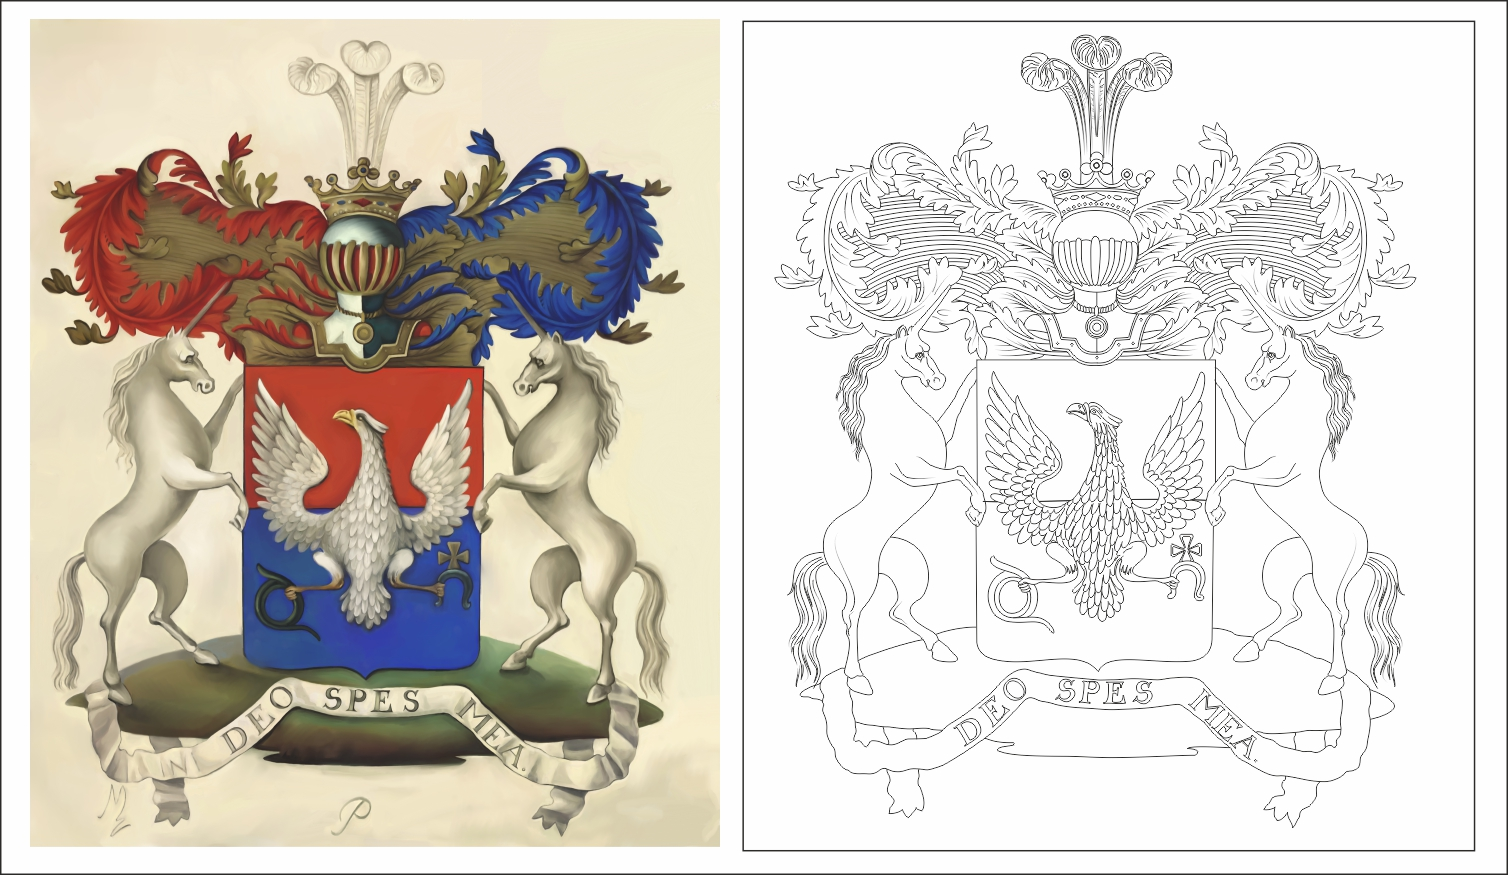 IN DEO SPES MEA.
M
P
DEO SPES MEA.